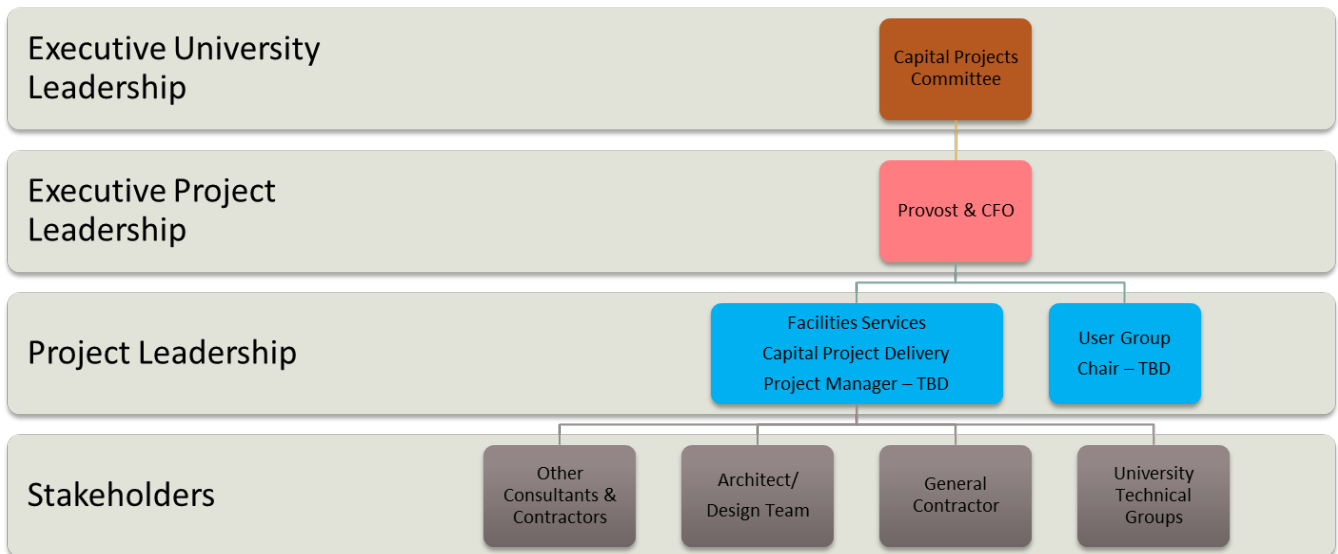 Executive University
Leadership
Capital Projects
Committee
Executive Project
Leadership
Provost & CFO
Project Leadership
Facilities Services
Capital Project Delivery
Project Manager – TBD
User Group
Chair – TBD
Stakeholders
Other
Consultants &
Contractors
Architect/
Design Team
General
Contractor
University
Technical
Groups